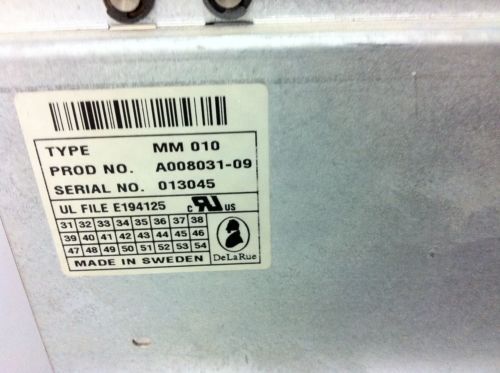 TYPE MM 010
PROD NO. A008031-09
SERIAL NO. 013045
UL FILE E194125 c RU US
31 32 33 34 35 36 37 38
39 40 41 42 43 44 45 46
47 48 49 50 51 52 53 54
MADE IN SWEDEN
DeLaRue